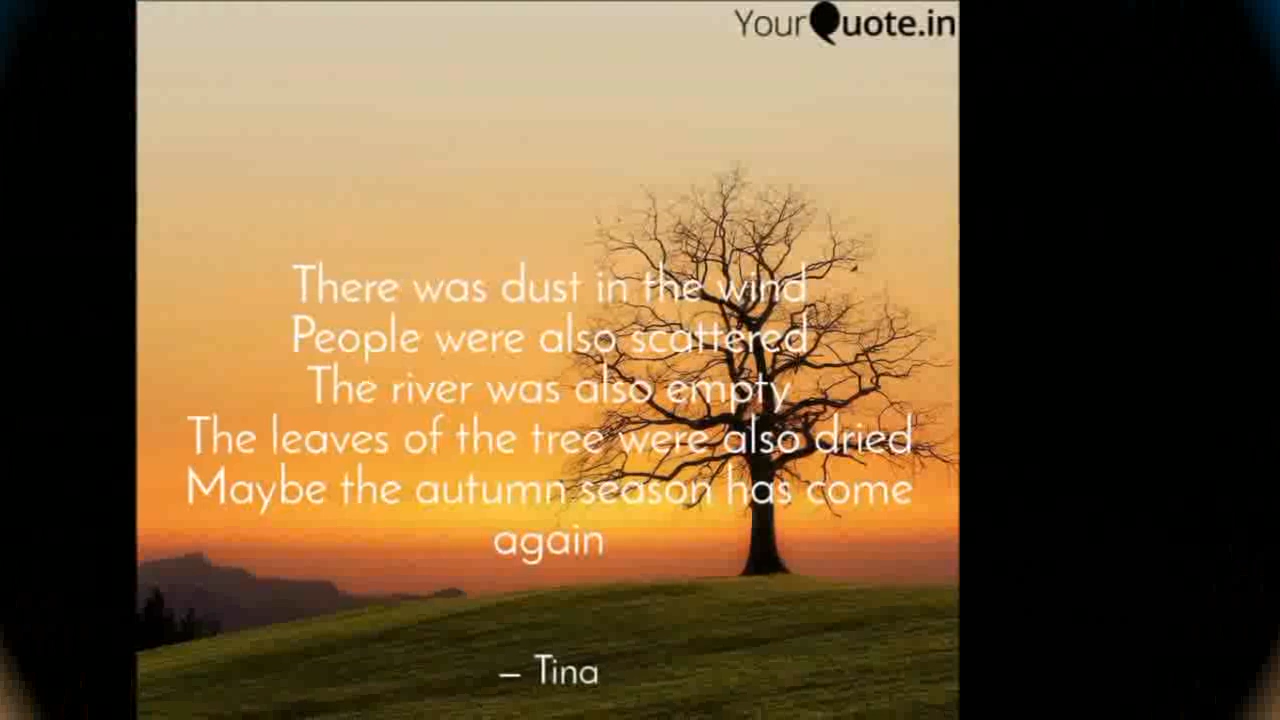 YourQuote.in
There was dust in the wind
People were also scattered
The river was also empty
The leaves of the tree were also dried
Maybe the autumn season has come
again
– Tina